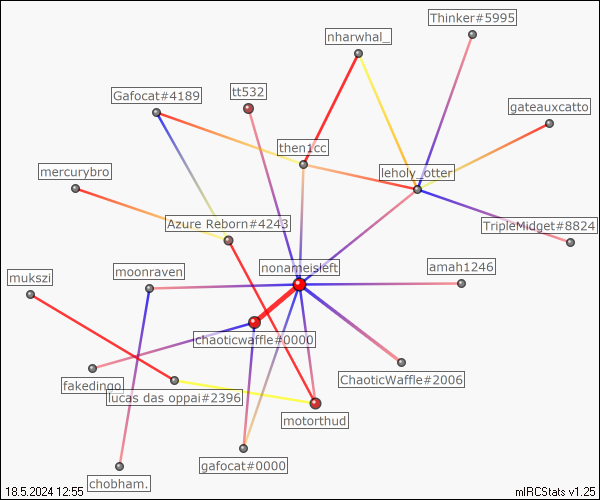 Thinker#5995
nharwhal_
Gafocat#4189
tt532
gateauxcatto
then1cc
mercurybro
leholy_otter
Azure Reborn#4243
TripleMidget#8824
nonameisleft
mukszi
moonraven
amah1246
chaoticwaffle#0000
fakedingo
ChaoticWaffle#2006
lucas das oppai#2396
motorthud
gafocat#0000
chobham.
18.5.2024 12:55
mIRCStats v1.25